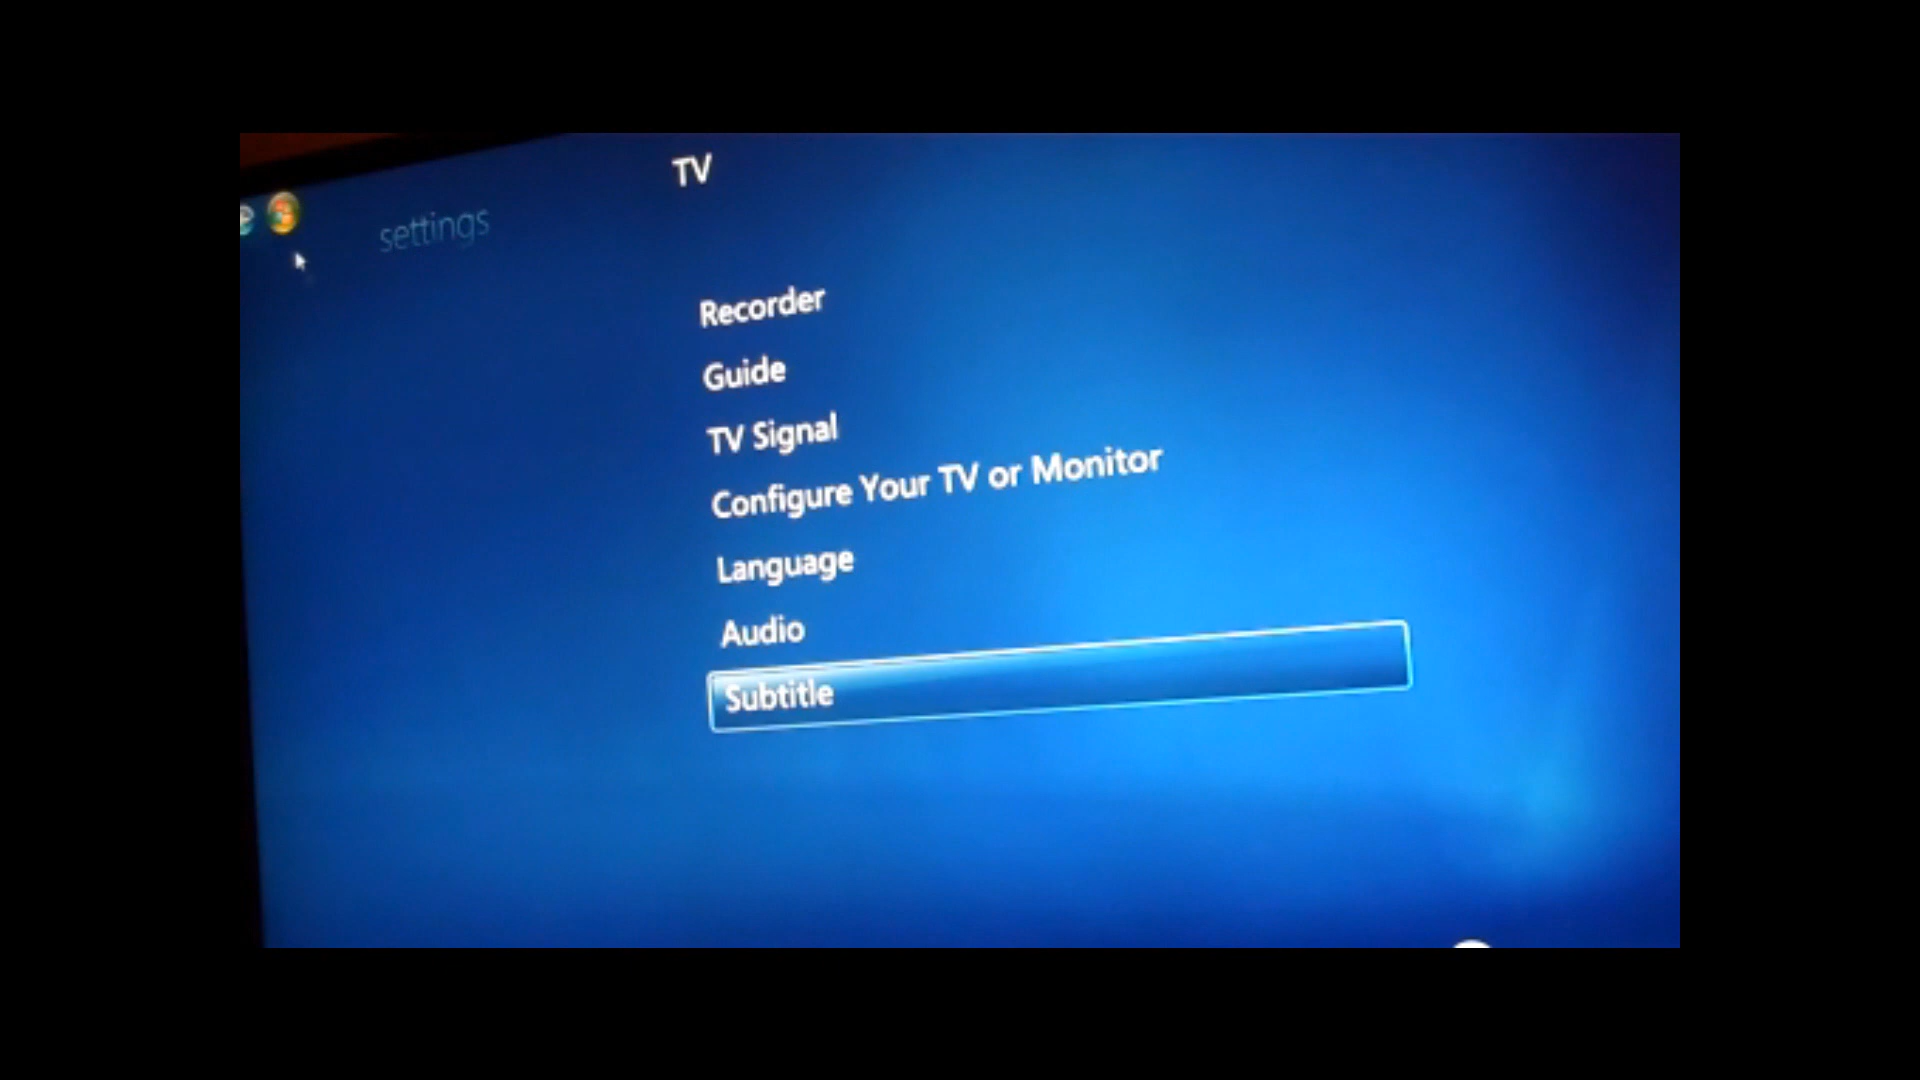 TV
settings
Recorder
Guide
TV Signal
Configure Your TV or Monitor
Language
Audio
Subtitle